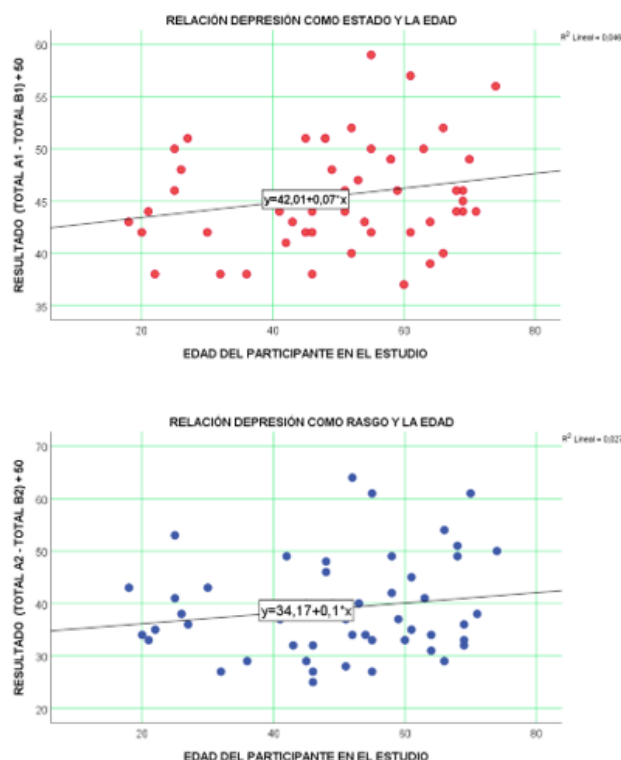 RELACIÓN DEPRESIÓN COMO ESTADO Y LA EDAD
R² Lineal = 0,046
RESULTADO (TOTAL A1 - TOTAL B1) + 50
60
55
50
45
40
35
y=42,01+0,07*x
20
40
60
80
EDAD DEL PARTICIPANTE EN EL ESTUDIO
RELACIÓN DEPRESIÓN COMO RASGO Y LA EDAD
R² Lineal = 0,027
RESULTADO (TOTAL A2 - TOTAL B2) + 50
70
60
50
40
30
20
y=34,17+0,1*x
20
40
60
80
EDAD DEL PARTICIPANTE EN EL ESTUDIO